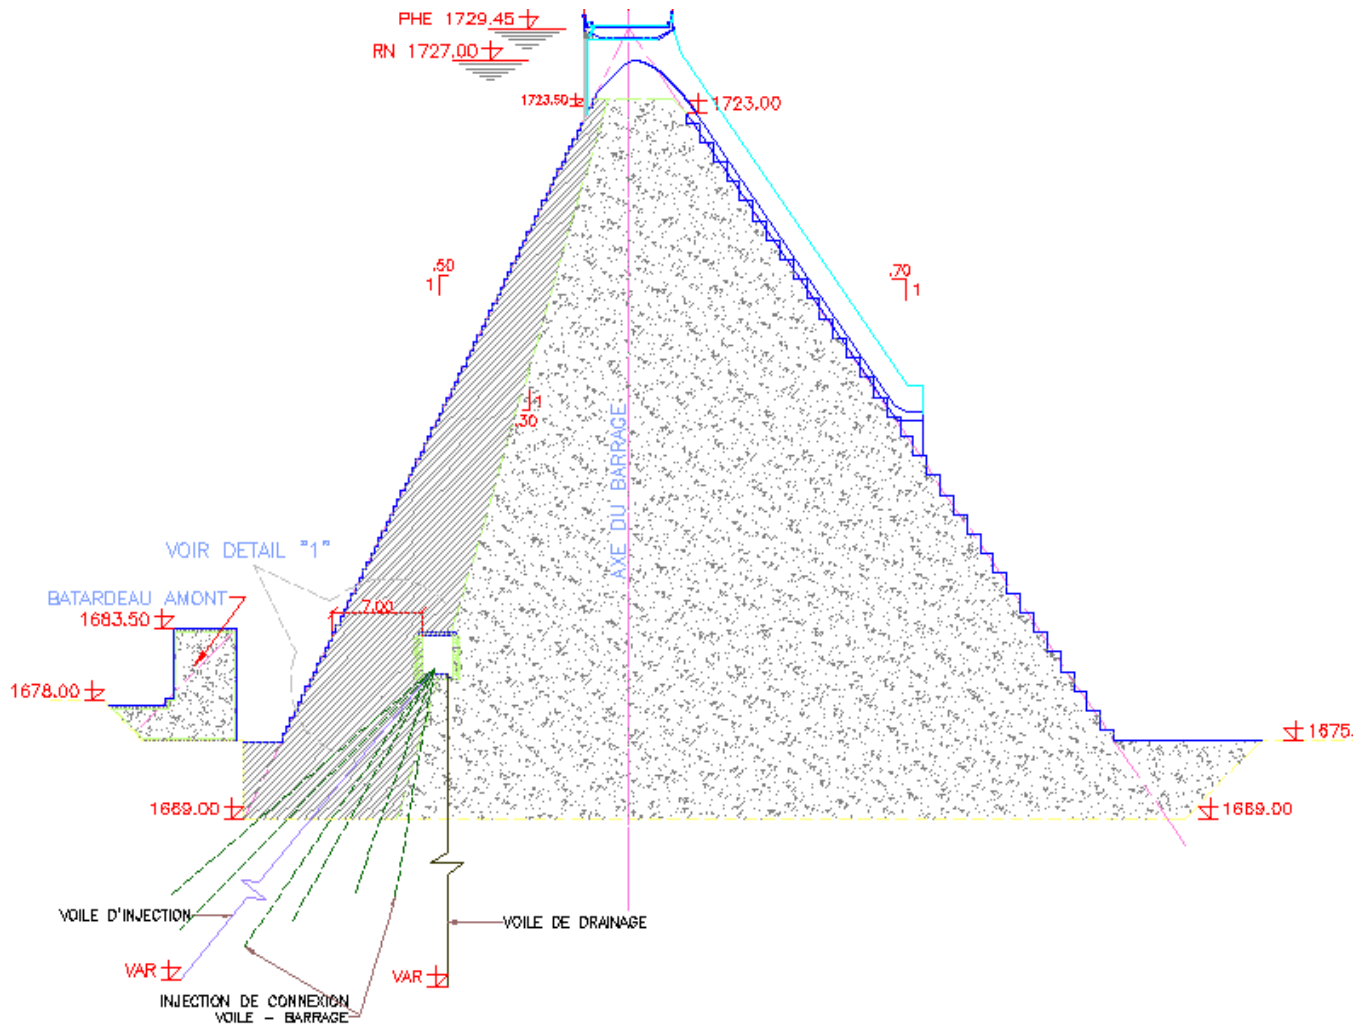 PHE 1729.45
RN 1727.00
1723.50
1723.00
.50
1
.70
1
1
.30
AXE DU BARRAGE
VOIR DETAIL "1"
BATARDEAU AMONT
7.00
1683.50
1678.00
1675.
1669.00
1669.00
VOILE D'INJECTION
VOILE DE DRAINAGE
VAR
VAR
INJECTION DE CONNEXION
VOILE - BARRAGE